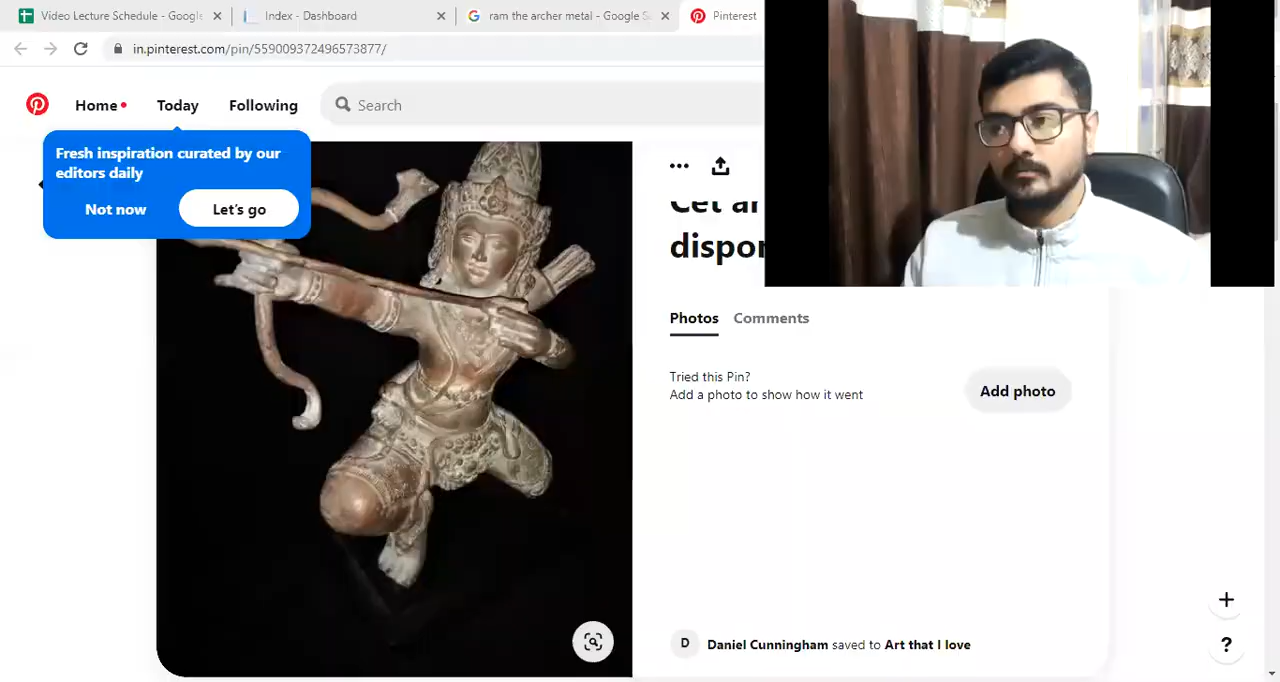 Video Lecture Schedule - Google
Index - Dashboard
ram the archer metal - Google S
Pinterest
in.pinterest.com/pin/559009372496573877/
Home
Today
Following
Search
Fresh inspiration curated by our
editors daily
Not now
Let's go
Photos
Comments
Tried this Pin?
Add a photo to show how it went
Add photo
D
Daniel Cunningham saved to Art that I love